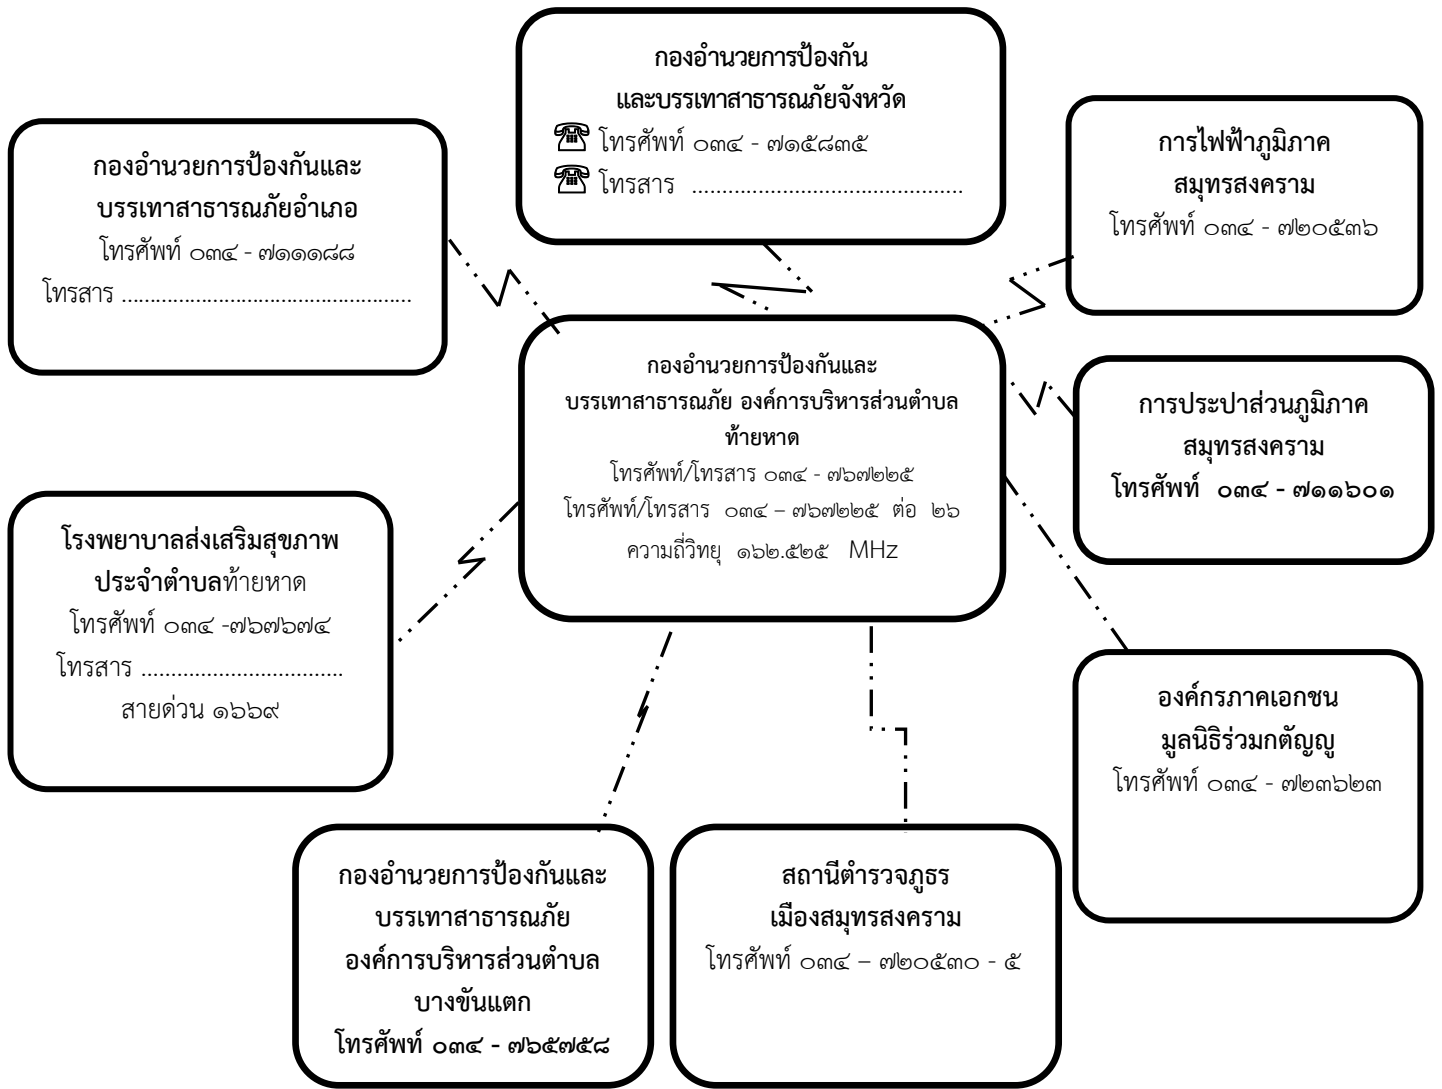 กองอำนวยการป้องกัน
และบรรเทาสาธารณภัยจังหวัด
โทรศัพท์ ๐๓๔ - ๗๑๕๘๓๕
โทรสาร .............................................
กองอำนวยการป้องกันและ
บรรเทาสาธารณภัยอำเภอ
โทรศัพท์ ๐๓๔ - ๗๑๑๑๘๘
โทรสาร ................................................
การไฟฟ้าภูมิภาค
สมุทรสงคราม
โทรศัพท์ ๐๓๔ - ๗๒๐๕๓๖
กองอำนวยการป้องกันและ
บรรเทาสาธารณภัย องค์การบริหารส่วนตำบล
ท้ายหาด
โทรศัพท์/โทรสาร ๐๓๔ - ๗๖๗๒๒๕
โทรศัพท์/โทรสาร ๐๓๔ – ๗๖๗๒๒๕ ต่อ ๒๖
ความถี่วิทยุ ๑๖๒.๕๒๕ MHz
การประปาส่วนภูมิภาค
สมุทรสงคราม
โทรศัพท์ ๐๓๔ - ๗๑๑๖๐๑
โรงพยาบาลส่งเสริมสุขภาพ
ประจำตำบลท้ายหาด
โทรศัพท์ ๐๓๔ -๗๖๗๖๗๔
โทรสาร ..................................
สายด่วน ๑๖๖๙
องค์กรภาคเอกชน
มูลนิธิร่วมกตัญญู
โทรศัพท์ ๐๓๔ - ๗๒๓๖๒๓
กองอำนวยการป้องกันและ
บรรเทาสาธารณภัย
องค์การบริหารส่วนตำบล
บางขันแตก
โทรศัพท์ ๐๓๔ - ๗๖๕๗๕๘
สถานีตำรวจภูธร
เมืองสมุทรสงคราม
โทรศัพท์ ๐๓๔ – ๗๒๐๕๓๐ - ๕